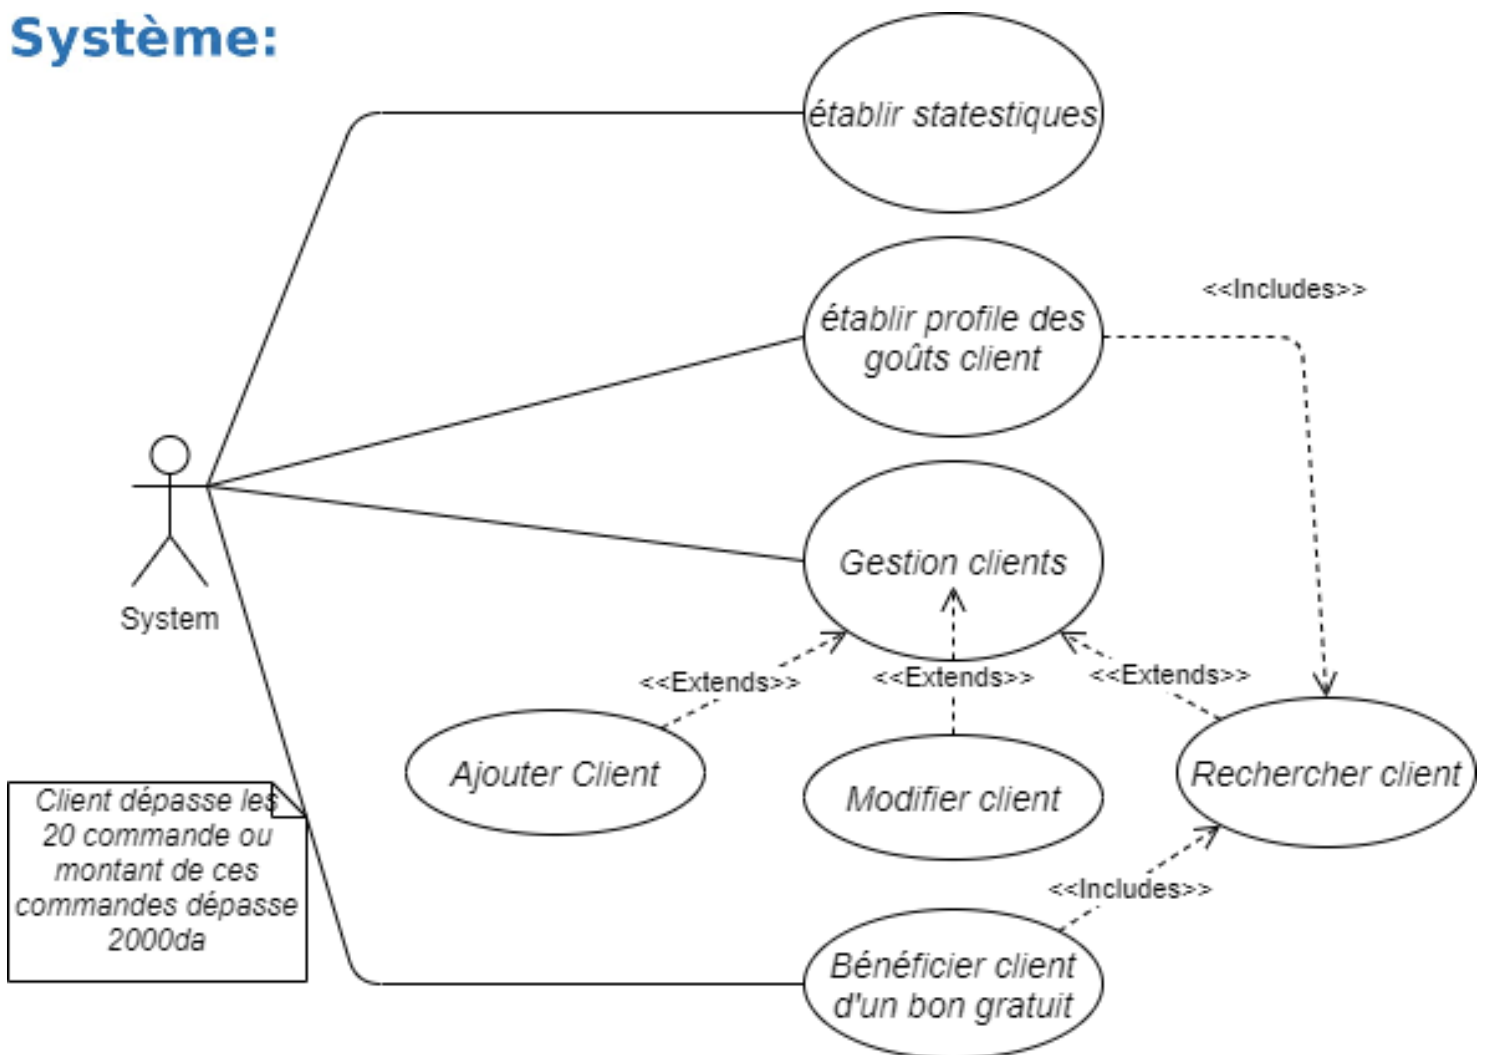 Système:
établir statestiques
établir profile des
goûts client
<<Includes>>
Gestion clients
System
<<Extends>>
<<Extends>>
<<Extends>>
Ajouter Client
Modifier client
Rechercher client
Client dépasse les
20 commande ou
montant de ces
commandes dépasse
2000da
<<Includes>>
Bénéficier client
d'un bon gratuit